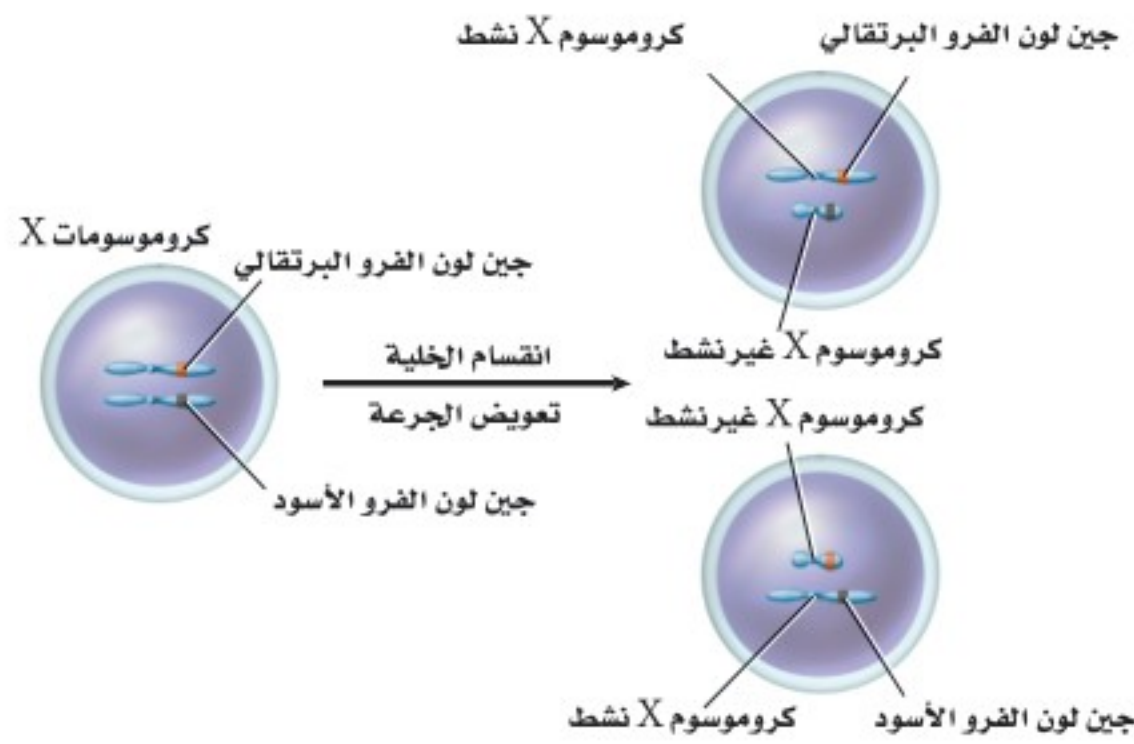 جين لون الفرو البرتقالي
كروموسوم X نشط
كروموسومات X
جين لون الفرو البرتقالي
كروموسوم X غير نشط
انقسام الخلية
تعويض الجرعة
كروموسوم X غير نشط
جين لون الفرو الأسود
جين لون الفرو الأسود
كروموسوم X نشط